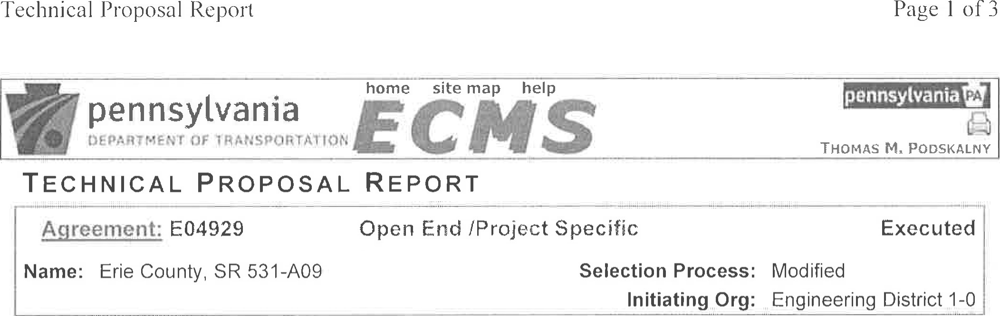 Technical Proposal Report Page 1 of 3
home site map help
pennsylvania PA
pennsylvania
DEPARTMENT OF TRANSPORTATION
ECMS
THOMAS M. PODSKALNY
TECHNICAL PROPOSAL REPORT
Agreement: E04929 Open End /Project Specific Executed
Name: Erie County, SR 531-A09 Selection Process: Modified
Initiating Org: Engineering District 1-0